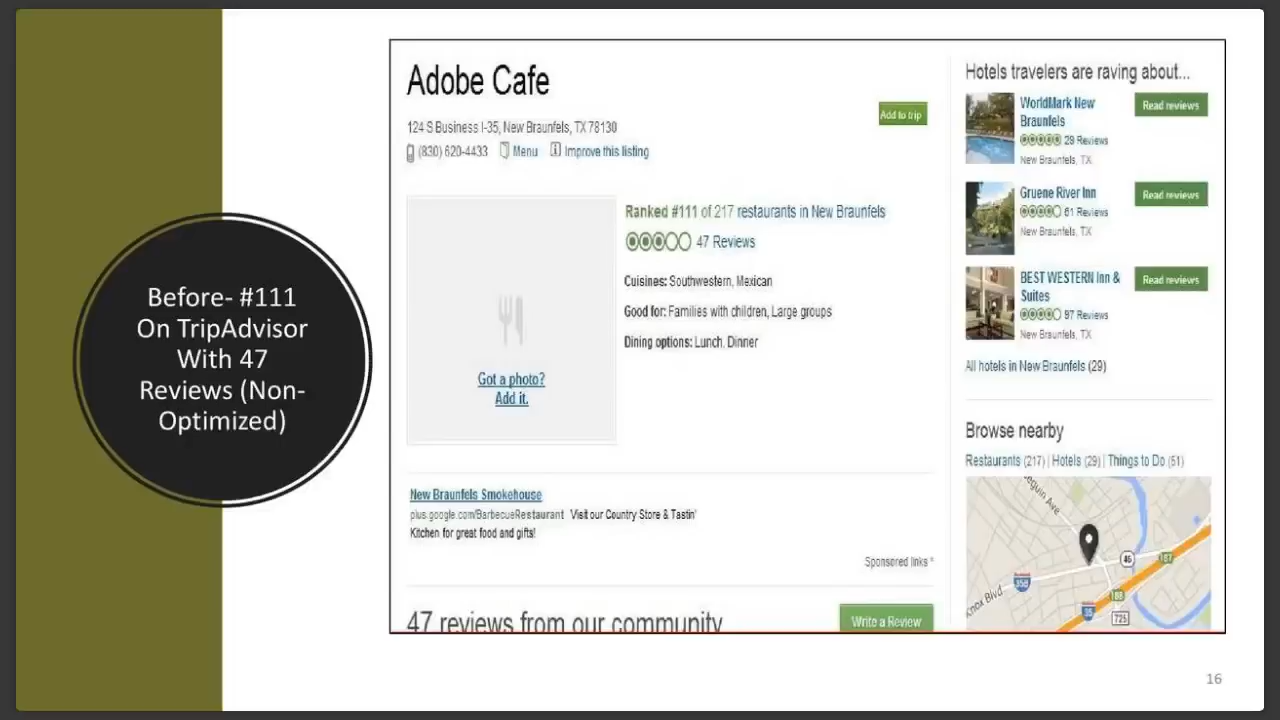 Before- #111
On TripAdvisor
With 47
Reviews (Non-
Optimized)
Adobe Cafe
Add to trip
124 S Business I-35, New Braunfels, TX 78130
(830) 620-4433 Menu Improve this listing
Got a photo?
Add it.
Ranked #111 of 217 restaurants in New Braunfels
47 Reviews
Cuisines: Southwestern, Mexican
Good for: Families with children, Large groups
Dining options: Lunch, Dinner
New Braunfels Smokehouse
plus.google.com/BarbecueRestaurant Visit our Country Store & Tastin'
Kitchen for great food and gifts!
Sponsored links *
47 reviews from our community
Write a Review
Hotels travelers are raving about...
WorldMark New
Braunfels
29 Reviews
New Braunfels, TX
Read reviews
Gruene River Inn
61 Reviews
New Braunfels, TX
Read reviews
BEST WESTERN Inn &
Suites
97 Reviews
New Braunfels, TX
Read reviews
All hotels in New Braunfels (29)
Browse nearby
Restaurants (217) | Hotels (29) | Things to Do (51)
Knox Blvd
46
35
725
16